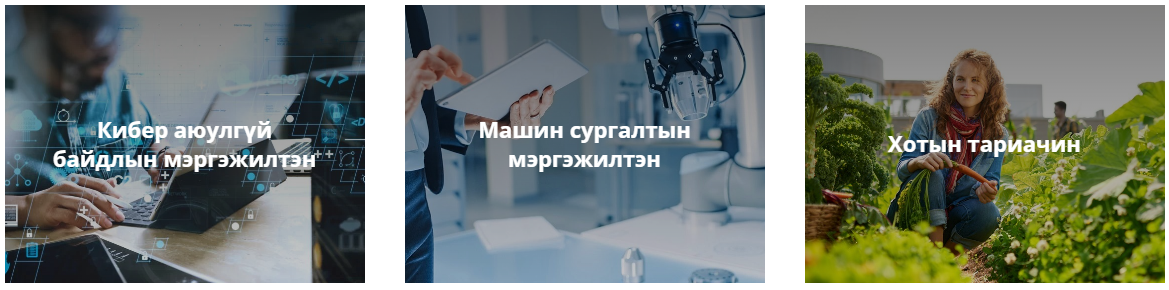 Кибер аюулгүй
байдлын мэргэжилтэн
Машин сургалтын
мэргэжилтэн
Хотын тариачин